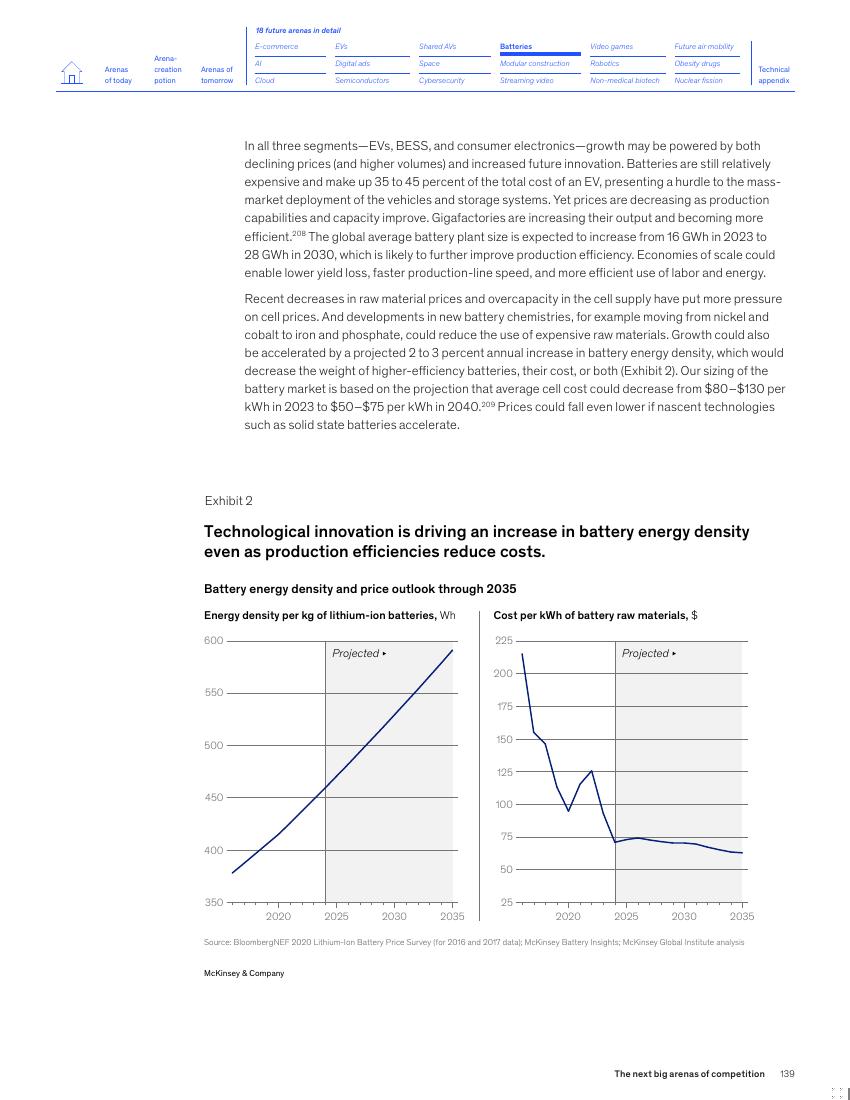 18 future arenas in detail
Arenas of today
Arena-creation potion
Arenas of tomorrow
E-commerce
EVs
Shared AVs
Batteries
Video games
Future air mobility
AI
Digital ads
Space
Modular construction
Robotics
Obesity drugs
Cloud
Semiconductors
Cybersecurity
Streaming video
Non-medical biotech
Nuclear fission
Technical appendix
In all three segments—EVs, BESS, and consumer electronics—growth may be powered by both
declining prices (and higher volumes) and increased future innovation. Batteries are still relatively
expensive and make up 35 to 45 percent of the total cost of an EV, presenting a hurdle to the mass-
market deployment of the vehicles and storage systems. Yet prices are decreasing as production
capabilities and capacity improve. Gigafactories are increasing their output and becoming more
efficient.208 The global average battery plant size is expected to increase from 16 GWh in 2023 to
28 GWh in 2030, which is likely to further improve production efficiency. Economies of scale could
enable lower yield loss, faster production-line speed, and more efficient use of labor and energy.
Recent decreases in raw material prices and overcapacity in the cell supply have put more pressure
on cell prices. And developments in new battery chemistries, for example moving from nickel and
cobalt to iron and phosphate, could reduce the use of expensive raw materials. Growth could also
be accelerated by a projected 2 to 3 percent annual increase in battery energy density, which would
decrease the weight of higher-efficiency batteries, their cost, or both (Exhibit 2). Our sizing of the
battery market is based on the projection that average cell cost could decrease from $80–$130 per
kWh in 2023 to $50–$75 per kWh in 2040.209 Prices could fall even lower if nascent technologies
such as solid state batteries accelerate.
Exhibit 2
Technological innovation is driving an increase in battery energy density
even as production efficiencies reduce costs.
Battery energy density and price outlook through 2035
Energy density per kg of lithium-ion batteries, Wh
600
Projected ▸
550
500
450
400
350
2020
2025
2030
2035
Cost per kWh of battery raw materials, $
225
Projected ▸
200
175
150
125
100
75
50
25
2020
2025
2030
2035
Source: BloombergNEF 2020 Lithium-Ion Battery Price Survey (for 2016 and 2017 data); McKinsey Battery Insights; McKinsey Global Institute analysis
McKinsey & Company
The next big arenas of competition 139